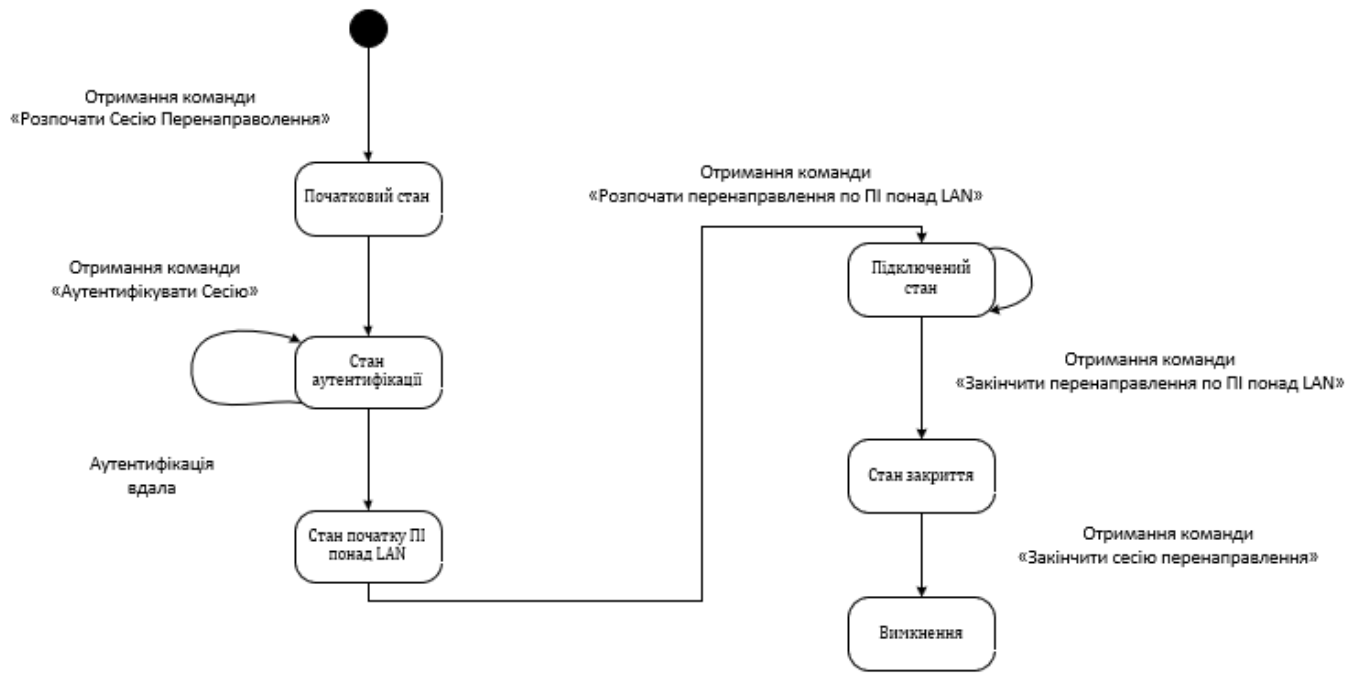 Отримання команди
«Розпочати Сесію Перенаправолення»
Початковий стан
Отримання команди
«Аутентифікувати Сесію»
Стан
аутентифікації
Аутентифікація
вдала
Стан початку ПІ
понад LAN
Отримання команди
«Розпочати перенаправлення по ПІ понад LAN»
Підключений
стан
Отримання команди
«Закінчити перенаправлення по ПІ понад LAN»
Стан закриття
Отримання команди
«Закінчити сесію перенаправлення»
Вимкнення